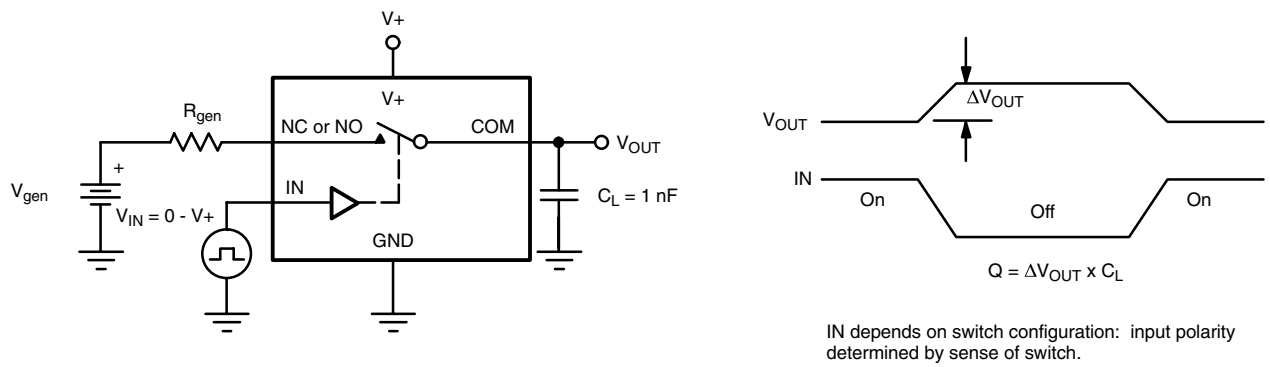 V+
V+
Rgen
NC or NO
COM
VOUT
+
Vgen
IN
VIN = 0 - V+
CL = 1 nF
GND
VOUT
ΔVOUT
IN
On
Off
On
Q = ΔVOUT x CL
IN depends on switch configuration: input polarity
determined by sense of switch.